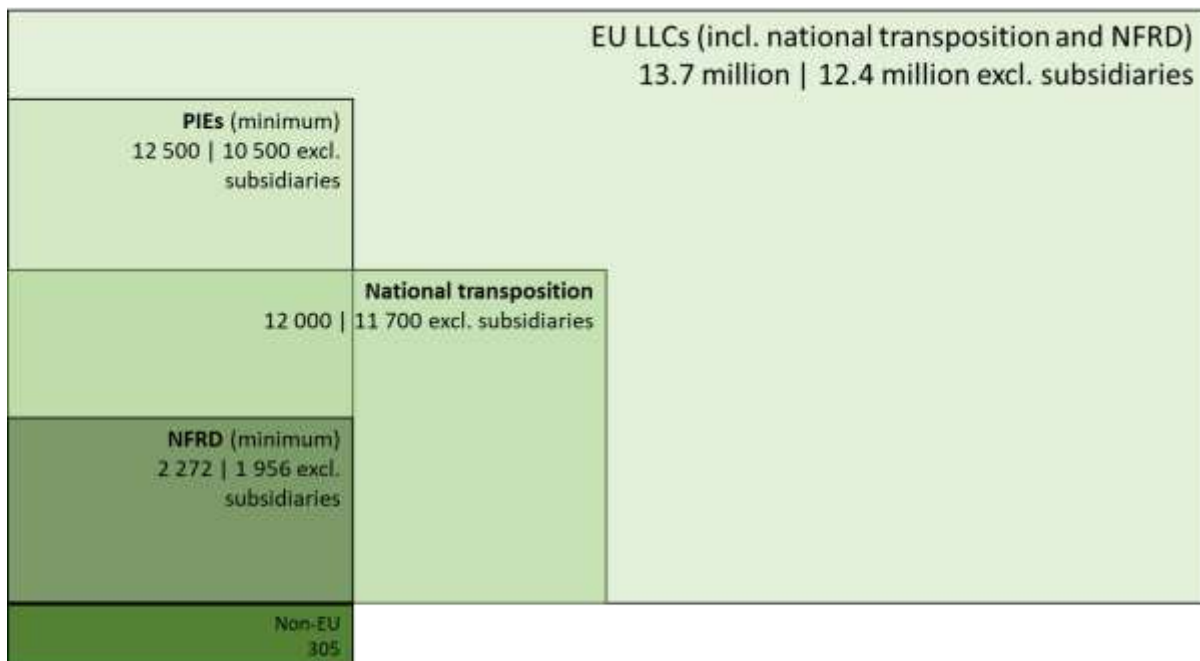 EU LLCs (incl. national transposition and NFRD)
13.7 million | 12.4 million excl. subsidiaries
PIEs (minimum)
12 500 | 10 500 excl.
subsidiaries
National transposition
12 000 | 11 700 excl. subsidiaries
NFRD (minimum)
2 272 | 1 956 excl.
subsidiaries
Non-EU
305